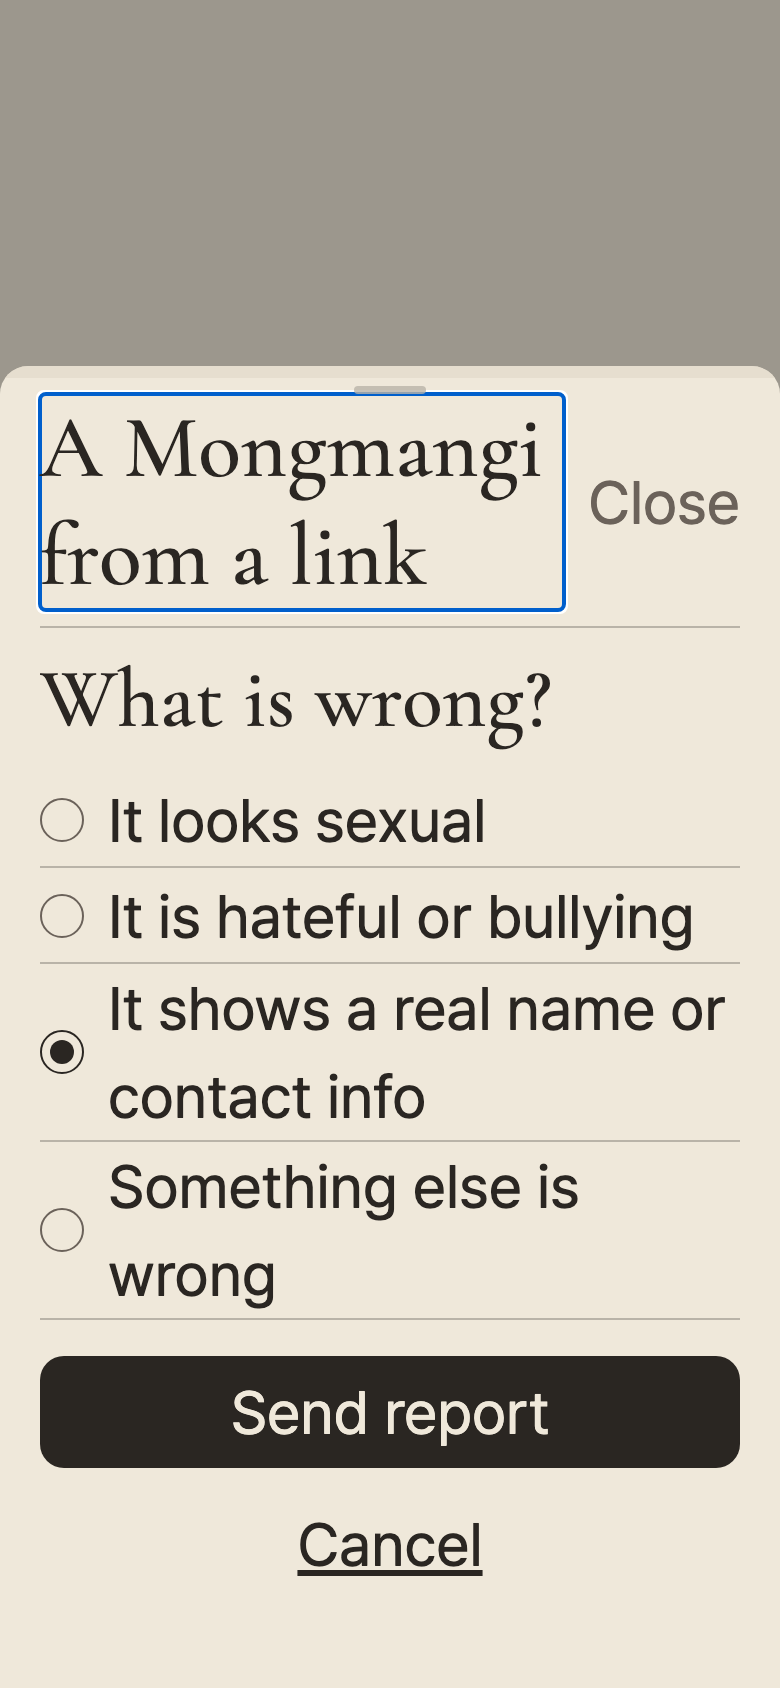 A Mongmangi
from a link
Close
What is wrong?
It looks sexual
It is hateful or bullying
It shows a real name or
contact info
Something else is
wrong
Send report
Cancel